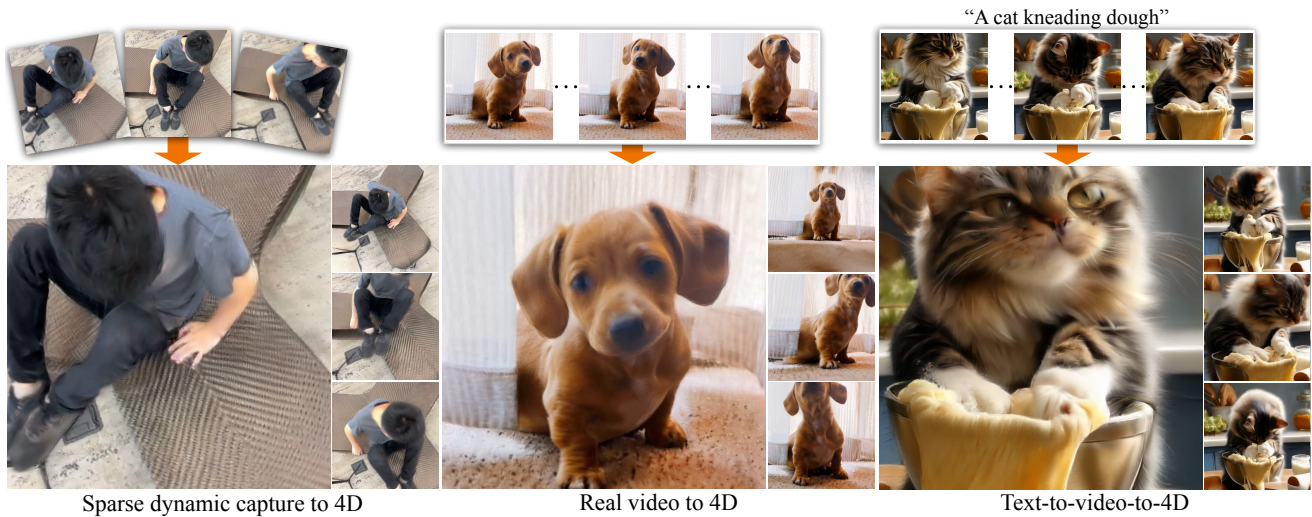 “A cat kneading dough”
Sparse dynamic capture to 4D
Real video to 4D
Text-to-video-to-4D